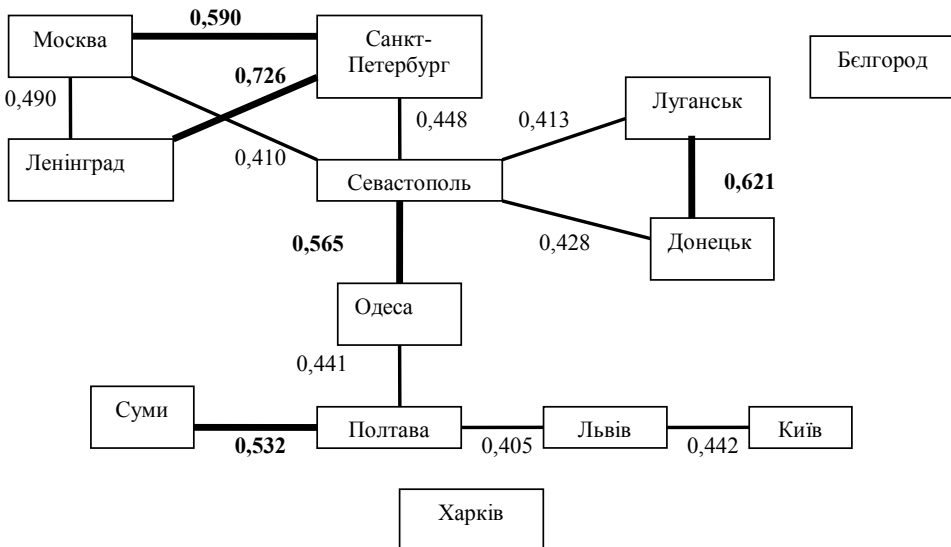 0,590
Москва
Санкт-
Петербург
Бєлгород
0,726
0,490
Луганськ
0,448
0,413
Ленінград
0,410
Севастополь
0,621
0,565
0,428
Донецьк
Одеса
0,441
Суми
Полтава
Львів
Київ
0,532
0,405
0,442
Харків